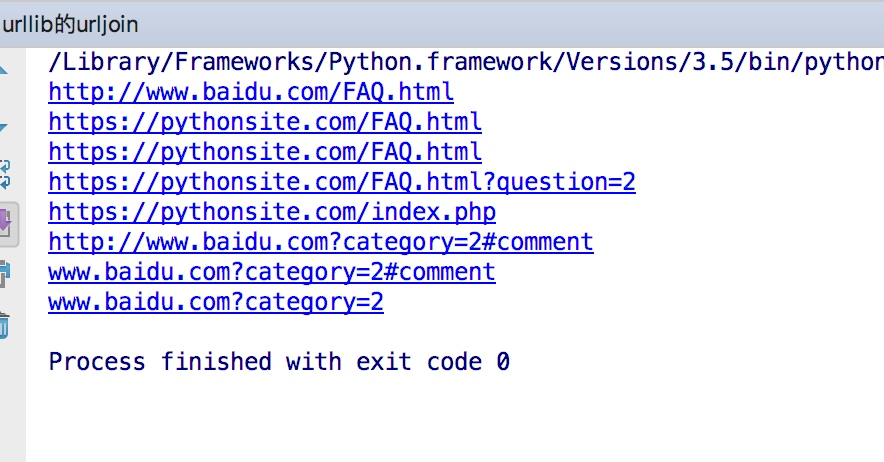 urllib的urljoin
/Library/Frameworks/Python.framework/Versions/3.5/bin/python
http://www.baidu.com/FAQ.html
https://pythonsite.com/FAQ.html
https://pythonsite.com/FAQ.html
https://pythonsite.com/FAQ.html?question=2
https://pythonsite.com/index.php
http://www.baidu.com?category=2#comment
www.baidu.com?category=2#comment
www.baidu.com?category=2
Process finished with exit code 0